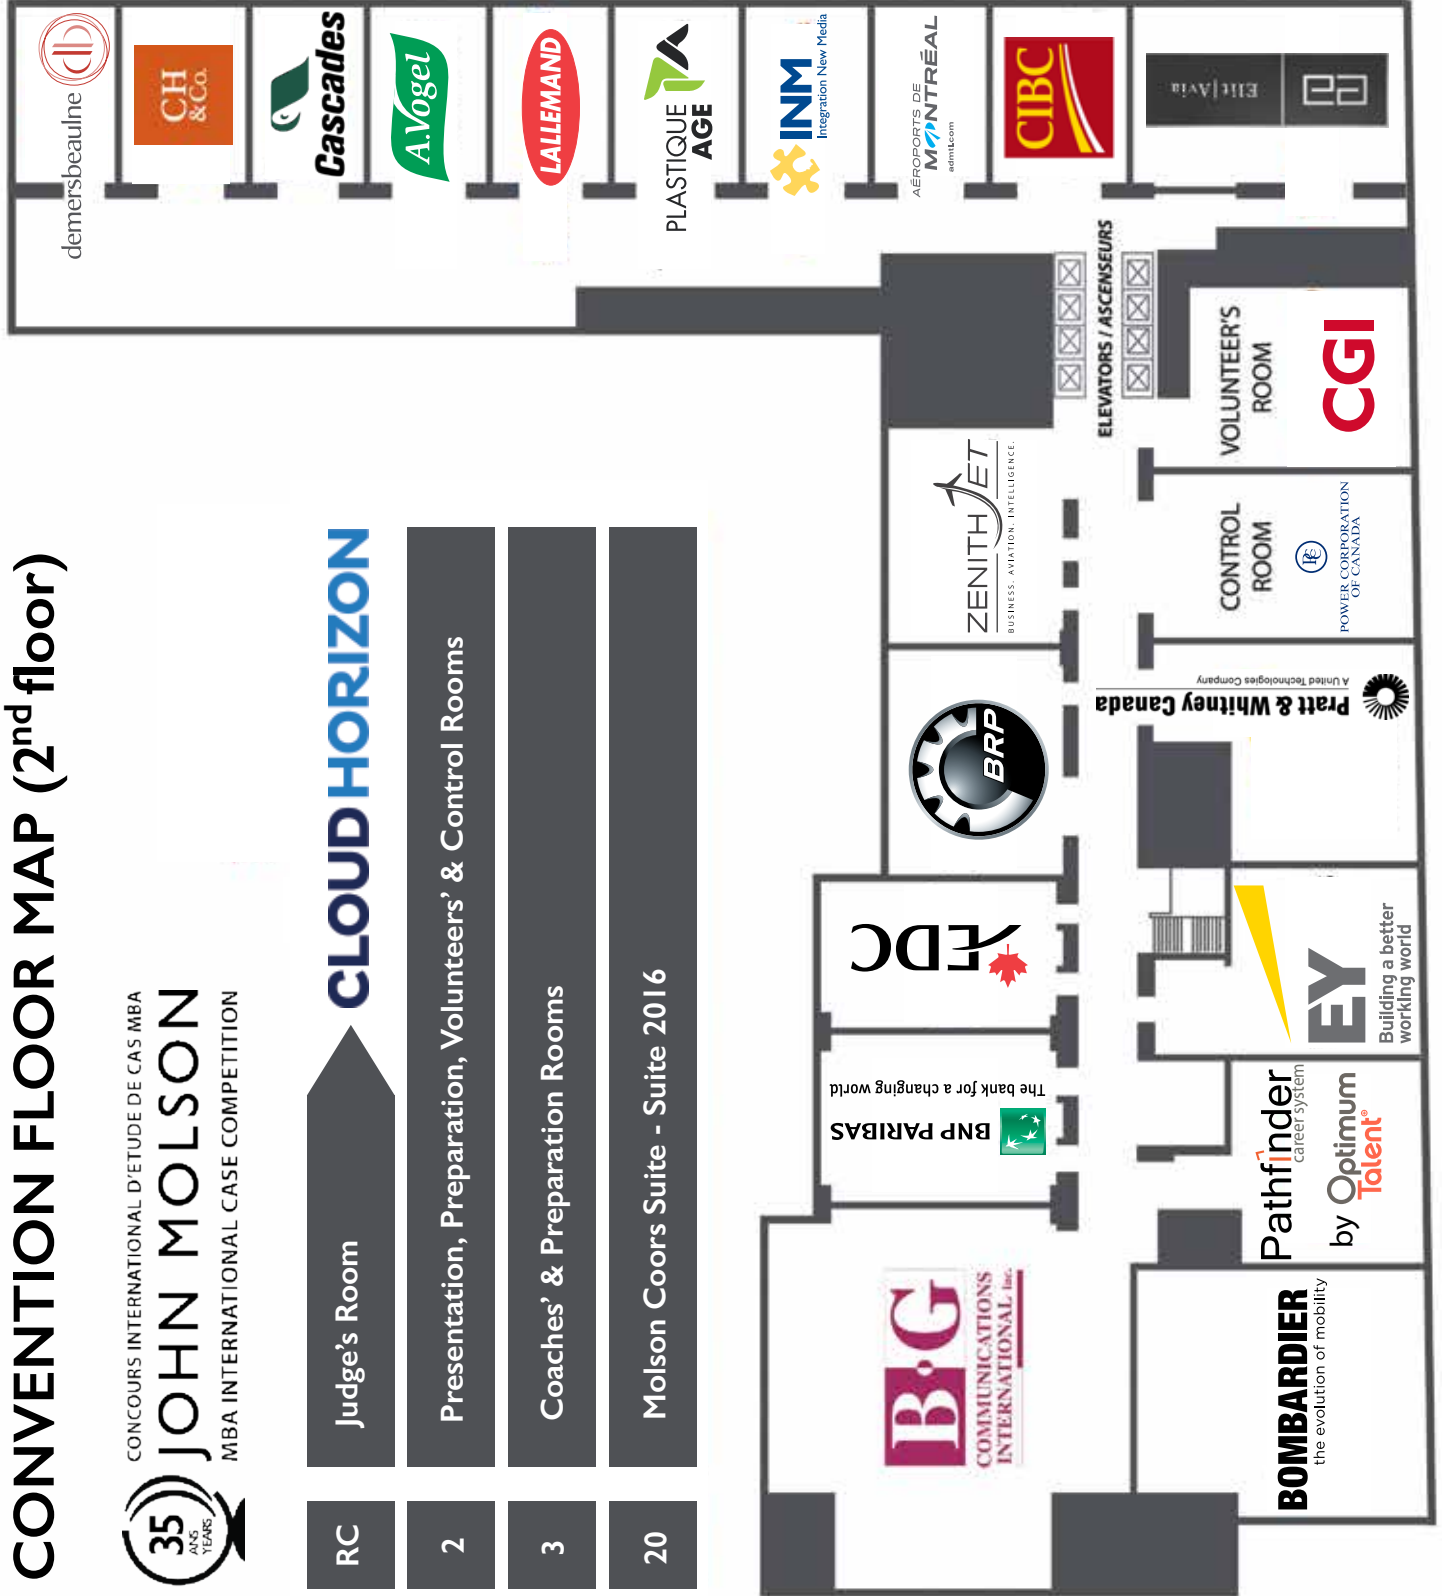 CONVENTION FLOOR MAP (2nd floor)
35
ANS
YEARS
CONCOURS INTERNATIONAL D'ETUDE DE CAS MBA
JOHN MOLSON
MBA INTERNATIONAL CASE COMPETITION
RC
Judge's Room
CLOUDHORIZON
2
Presentation, Preparation, Volunteers' & Control Rooms
3
Coaches' & Preparation Rooms
20
Molson Coors Suite - Suite 2016
demersbeaulne
db
CH
& Co.
Cascades
A.Vogel
LALLEMAND
PLASTIQUE
AGE
INM
Integration New Media
AÉROPORTS DE
MONTRÉAL
admtl.com
CIBC
Elit|Avia
ELEVATORS / ASCENSEURS
VOLUNTEER'S
ROOM
CGI
ZENITH JET
BUSINESS. AVIATION. INTELLIGENCE.
CONTROL
ROOM
PCC
POWER CORPORATION
OF CANADA
BRP
Pratt & Whitney Canada
A United Technologies Company
EDC
EY
Building a better
working world
BNP PARIBAS
The bank for a changing world
Pathfinder
career system
by Optimum
Talent®
B•G
COMMUNICATIONS
INTERNATIONAL inc.
BOMBARDIER
the evolution of mobility